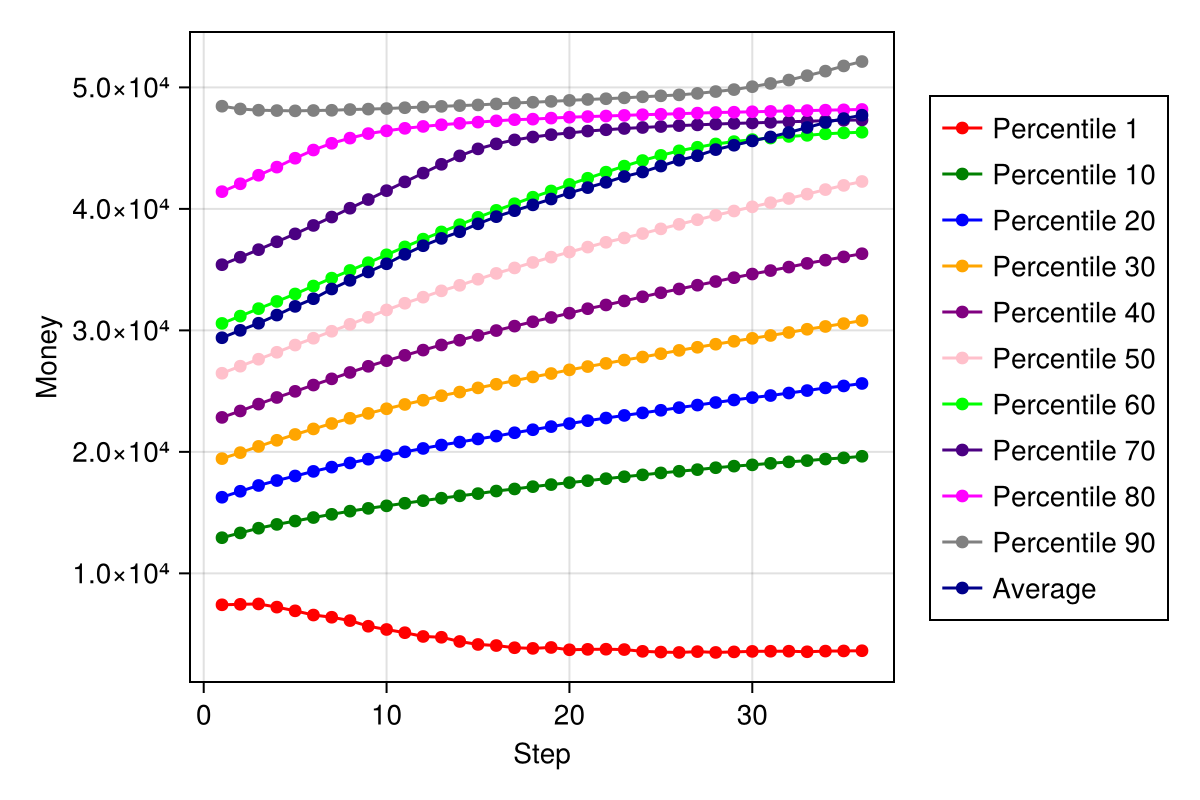 5.0×10⁴
4.0×10⁴
3.0×10⁴
2.0×10⁴
1.0×10⁴
Money
0 10 20 30
Step
Percentile 1
Percentile 10
Percentile 20
Percentile 30
Percentile 40
Percentile 50
Percentile 60
Percentile 70
Percentile 80
Percentile 90
Average